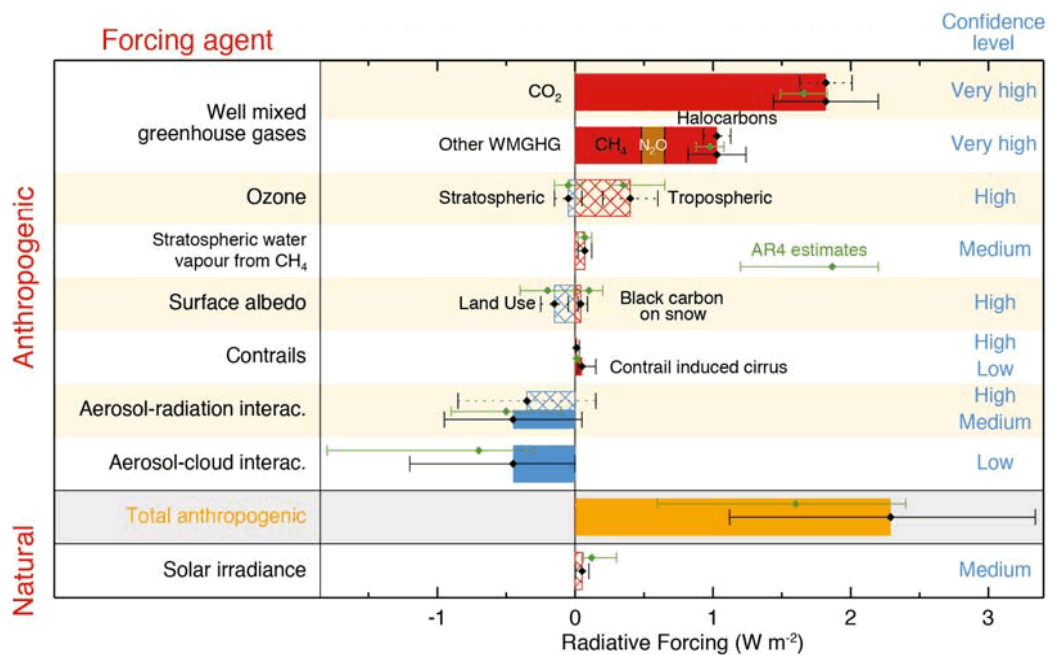 Forcing agent
Confidence
level
Anthropogenic
Natural
Well mixed
greenhouse gases
CO2
Very high
Halocarbons
Other WMGHG
CH4
N2O
Very high
Ozone
Stratospheric
Tropospheric
High
Stratospheric water
vapour from CH4
AR4 estimates
Medium
Surface albedo
Land Use
Black carbon
on snow
High
Contrails
High
Contrail induced cirrus
Low
Aerosol-radiation interac.
High
Medium
Aerosol-cloud interac.
Low
Total anthropogenic
Solar irradiance
Medium
-1
0
1
2
3
Radiative Forcing (W m-2)